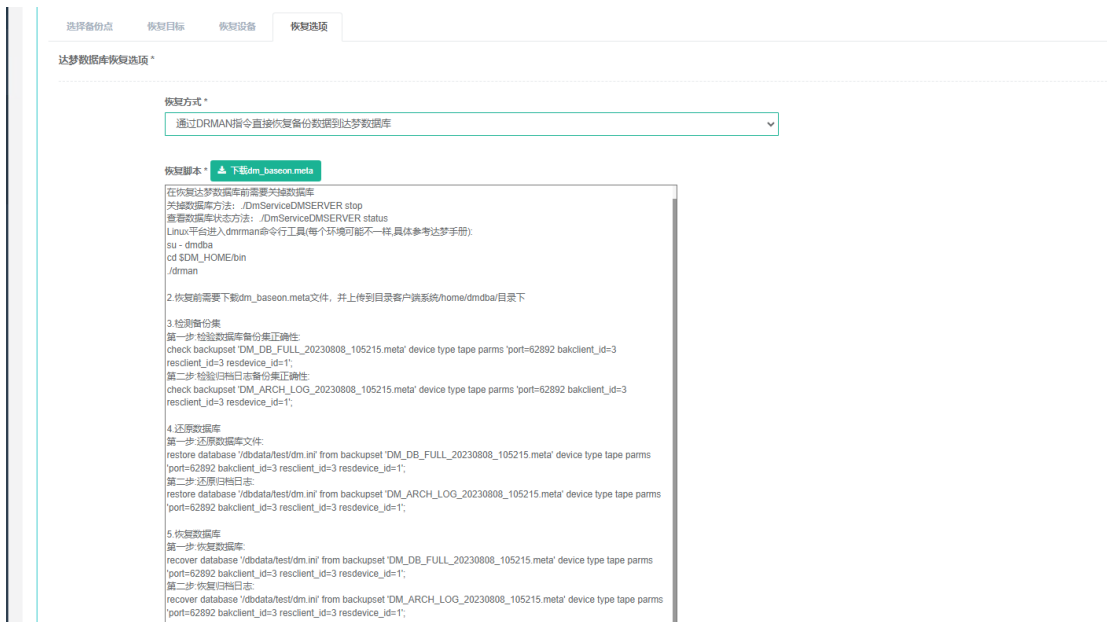 选择备份点 恢复目标 恢复设备 恢复选项
达梦数据库恢复选项 *
恢复方式 *
通过DRMAN指令直接恢复备份数据到达梦数据库
恢复脚本 * 下载dm_baseon.meta
在恢复达梦数据库前需要关掉数据库
关掉数据库方法：./DmServiceDMSERVER stop
查看数据库状态方法：./DmServiceDMSERVER status
Linux平台进入dmrman命令行工具(每个环境可能不一样,具体参考达梦手册):
su - dmdba
cd $DM_HOME/bin
./drman
2.恢复前需要下载dm_baseon.meta文件，并上传到目录客户端系统/home/dmdba/目录下
3.检测备份集
第一步:检验数据库备份集正确性:
check backupset 'DM_DB_FULL_20230808_105215.meta' device type tape parms 'port=62892 bakclient_id=3
resclient_id=3 resdevice_id=1';
第二步:检验归档日志备份集正确性:
check backupset 'DM_ARCH_LOG_20230808_105215.meta' device type tape parms 'port=62892 bakclient_id=3
resclient_id=3 resdevice_id=1';
4.还原数据库
第一步:还原数据库文件:
restore database '/dbdata/test/dm.ini' from backupset 'DM_DB_FULL_20230808_105215.meta' device type tape parms
'port=62892 bakclient_id=3 resclient_id=3 resdevice_id=1';
第二步:还原归档日志:
restore database '/dbdata/test/dm.ini' from backupset 'DM_ARCH_LOG_20230808_105215.meta' device type tape parms
'port=62892 bakclient_id=3 resclient_id=3 resdevice_id=1';
5.恢复数据库
第一步:恢复数据库:
recover database '/dbdata/test/dm.ini' from backupset 'DM_DB_FULL_20230808_105215.meta' device type tape parms
'port=62892 bakclient_id=3 resclient_id=3 resdevice_id=1';
第二步:恢复归档日志:
recover database '/dbdata/test/dm.ini' from backupset 'DM_ARCH_LOG_20230808_105215.meta' device type tape parms
'port=62892 bakclient_id=3 resclient_id=3 resdevice_id=1';